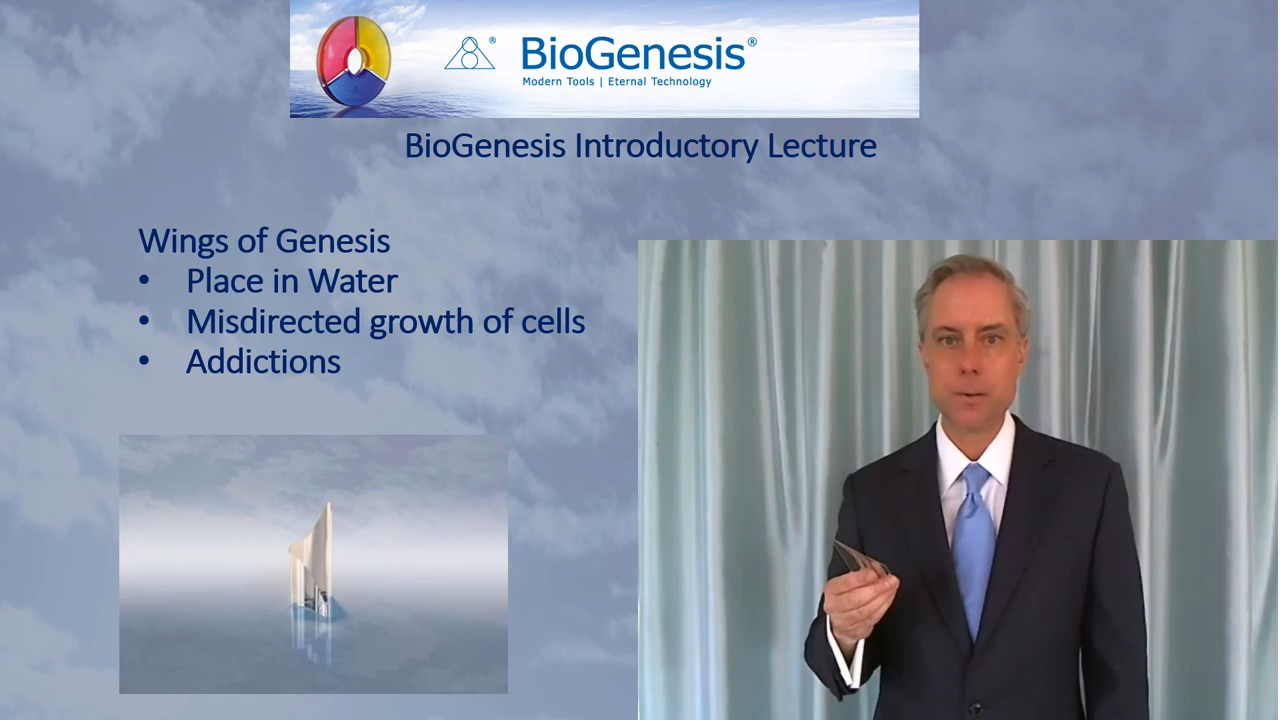 BioGenesis®
®
Modern Tools | Eternal Technology
BioGenesis Introductory Lecture
Wings of Genesis
• Place in Water
• Misdirected growth of cells
• Addictions